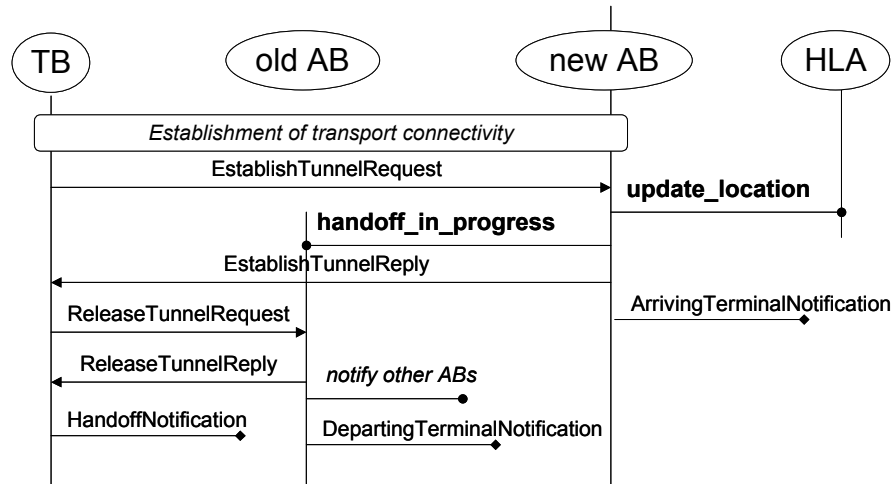 TB
old AB
new AB
HLA
Establishment of transport connectivity
EstablishTunnelRequest
update_location
handoff_in_progress
EstablishTunnelReply
ArrivingTerminalNotification
ReleaseTunnelRequest
ReleaseTunnelReply
notify other ABs
HandoffNotification
DepartingTerminalNotification